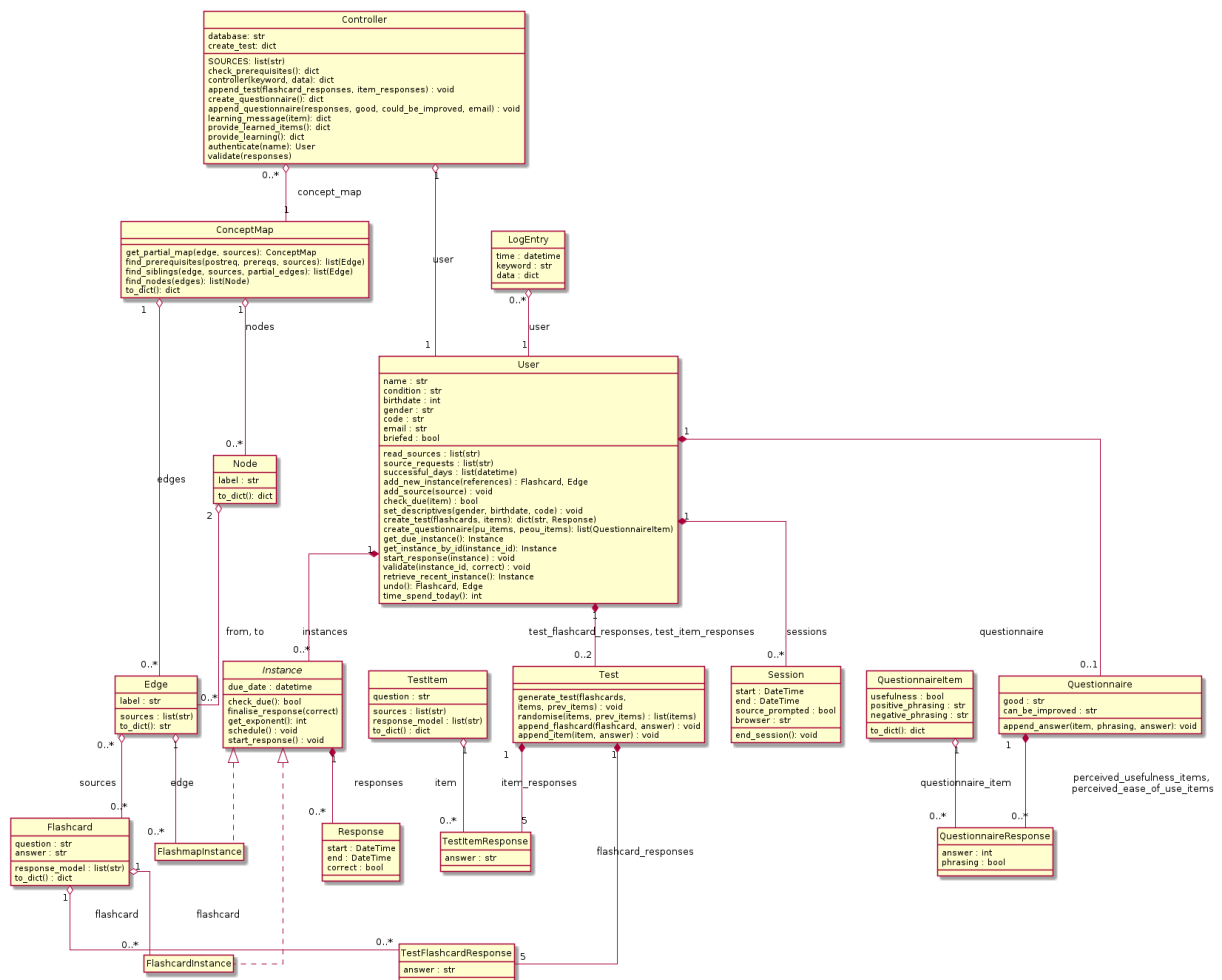 Controller
database: str
create_test: dict
SOURCES: list(str)
check_prerequisites(): dict
controller(keyword, data): dict
append_test(flashcard_responses, item_responses) : void
create_questionnaire(): dict
append_questionnaire(responses, good, could_be_improved, email) : void
learning_message(item): dict
provide_learned_items(): dict
provide_learning(): dict
authenticate(name): User
validate(responses)
0..*
1
concept_map
1
ConceptMap
get_partial_map(edge, sources): ConceptMap
find_prerequisites(postreq, prereqs, sources): list(Edge)
find_siblings(edge, sources, partial_edges): list(Edge)
find_nodes(edges): list(Node)
to_dict(): dict
LogEntry
time : datetime
keyword : str
data : dict
user
1
1
0..*
nodes
user
1
1
User
name : str
condition : str
birthdate : int
gender : str
code : str
email : str
briefed : bool
read_sources : list(str)
source_requests : list(str)
successful_days : list(datetime)
add_new_instance(references) : Flashcard, Edge
add_source(source) : void
check_due(item) : bool
set_descriptives(gender, birthdate, code) : void
create_test(flashcards, items): dict(str, Response)
create_questionnaire(pu_items, peou_items): list(QuestionnaireItem)
get_due_instance(): Instance
get_instance_by_id(instance_id): Instance
start_response(instance) : void
validate(instance_id, correct) : void
retrieve_recent_instance(): Instance
undo(): Flashcard, Edge
time_spend_today(): int
1
0..*
Node
label : str
to_dict(): dict
edges
2
1
1
1
from, to
instances
test_flashcard_responses, test_item_responses
sessions
questionnaire
0..*
0..*
0..2
0..*
0..1
Edge
label : str
sources: list(str)
to_dict(): str
0..*
Instance
due_date : datetime
check_due(): bool
finalise_response(correct)
get_exponent(): int
schedule() : void
start_response() : void
TestItem
question : str
sources: list(str)
response_model : list(str)
to_dict(): dict
Test
generate_test(flashcards,
items, prev_items) : void
randomise(items, prev_items) : list(items)
append_flashcard(flashcard, answer) : void
append_item(item, answer) : void
Session
start : DateTime
end : DateTime
source_prompted : bool
browser : str
end_session(): void
QuestionnaireItem
usefulness : bool
positive_phrasing : str
negative_phrasing : str
to_dict(): dict
Questionnaire
good : str
can_be_improved : str
append_answer(item, phrasing, answer): void
0..*
1
1
1
1
1
1
1
sources
edge
responses
item
item_responses
questionnaire_item
perceived_usefulness_items,
perceived_ease_of_use_items
0..*
0..*
0..*
0..*
5
0..*
0..*
Flashcard
question : str
answer : str
response_model : list(str)
to_dict() : dict
FlashmapInstance
Response
start : DateTime
end : DateTime
correct : bool
TestItemResponse
answer : str
flashcard_responses
QuestionnaireResponse
answer : int
phrasing : bool
1
1
flashcard
flashcard
0..*
0..*
FlashcardInstance
TestFlashcardResponse
answer : str
5